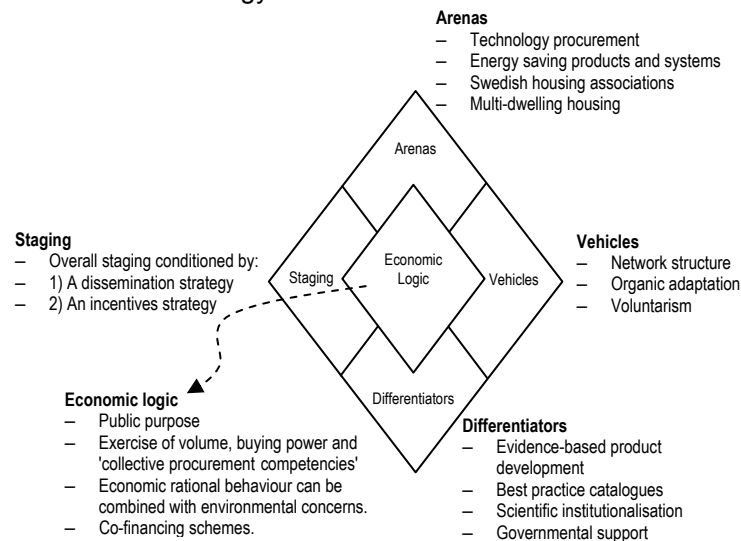 Arenas
– Technology procurement
– Energy saving products and systems
– Swedish housing associations
– Multi-dwelling housing
Arenas
Staging
– Overall staging conditioned by:
– 1) A dissemination strategy
– 2) An incentives strategy
Staging
Economic
Logic
Vehicles
Vehicles
– Network structure
– Organic adaptation
– Voluntarism
Differentiators
Economic logic
– Public purpose
– Exercise of volume, buying power and
'collective procurement competencies'
– Economic rational behaviour can be
combined with environmental concerns.
– Co-financing schemes.
Differentiators
– Evidence-based product
development
– Best practice catalogues
– Scientific institutionalisation
– Governmental support